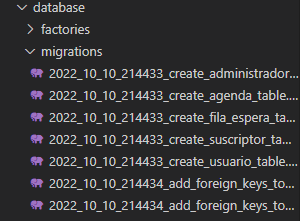 database
factories
migrations
2022_10_10_214433_create_administrador...
2022_10_10_214433_create_agenda_table....
2022_10_10_214433_create_fila_espera_ta...
2022_10_10_214433_create_suscriptor_ta...
2022_10_10_214433_create_usuario_table....
2022_10_10_214434_add_foreign_keys_to...
2022_10_10_214434_add_foreign_keys_to...